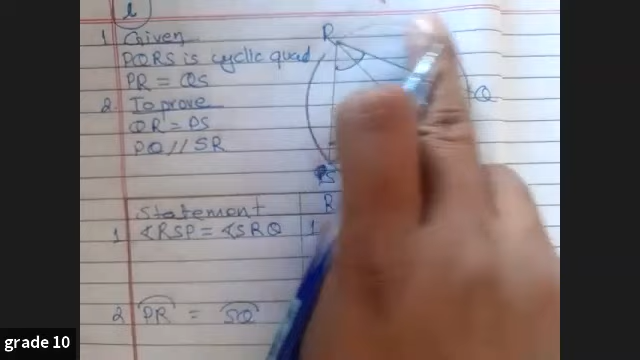 1 Given
PQRS is cyclic quad
PR = QS
2. To prove
QR = PS
PQ // SR
R
Q
S
Statement
R
1 ∢RSP = ∢SRQ
1
2 PR = SQ
grade 10